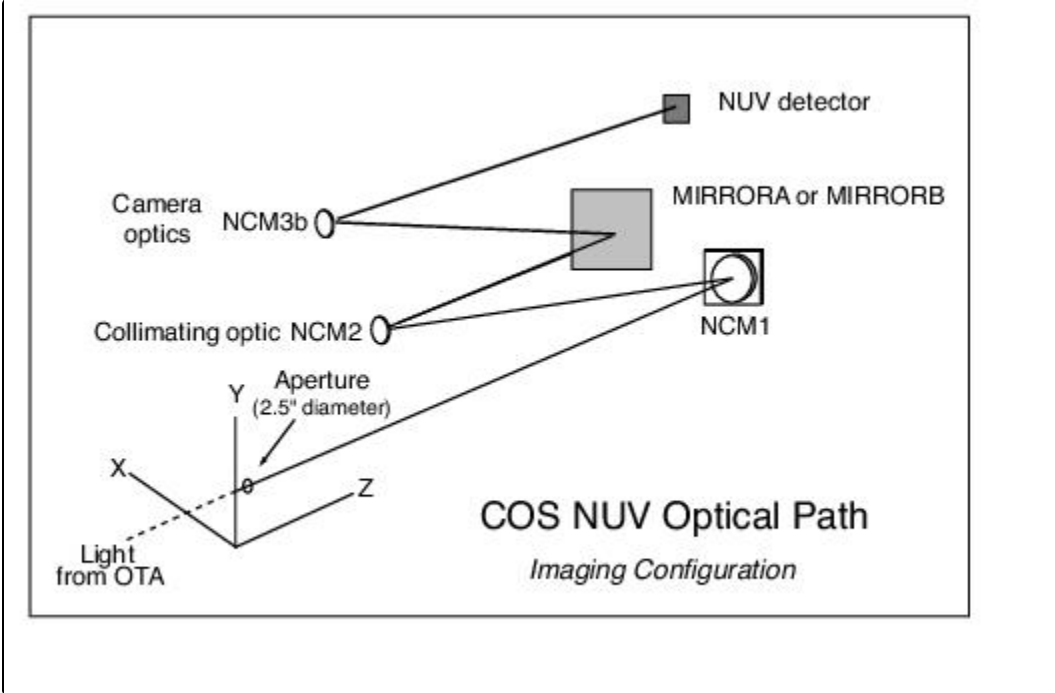 NUV detector
MIRRORA or MIRRORB
Camera
optics
NCM3b
NCM1
Collimating optic NCM2
Aperture
(2.5" diameter)
Y
X
Z
Light
from OTA
COS NUV Optical Path
Imaging Configuration